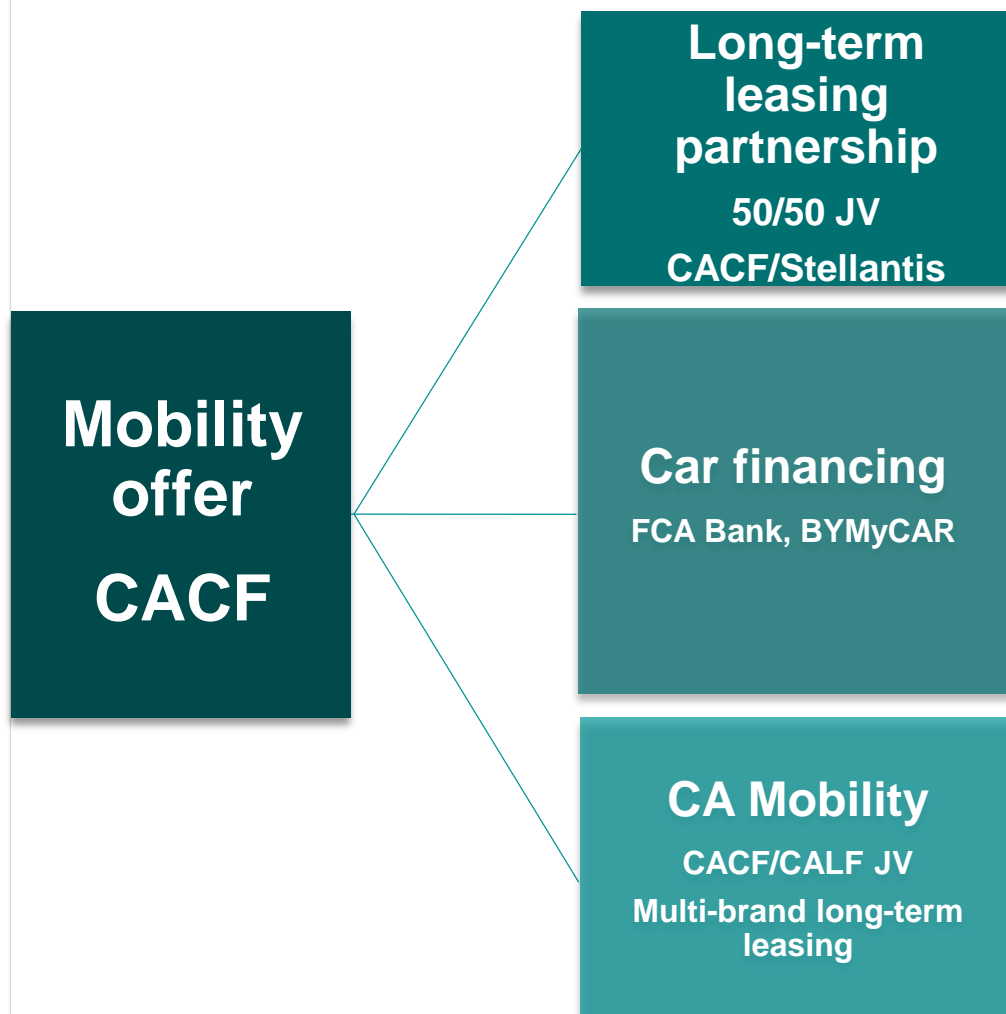 Long-term
leasing
partnership
50/50 JV
CACF/Stellantis
Mobility
offer
CACF
Car financing
FCA Bank, BYMyCAR
CA Mobility
CACF/CALF JV
Multi-brand long-term
leasing